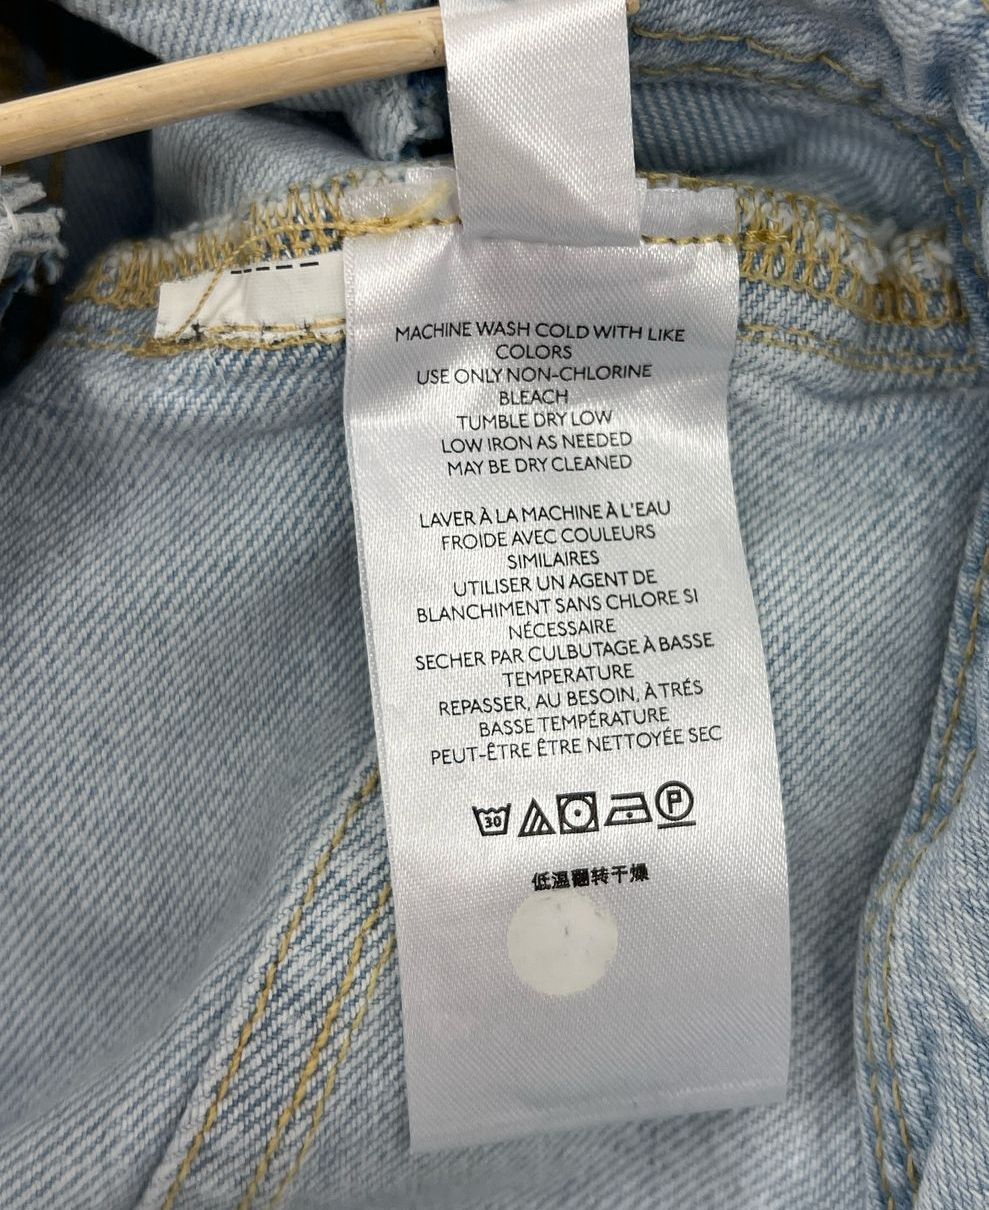 MACHINE WASH COLD WITH LIKE
COLORS
USE ONLY NON-CHLORINE
BLEACH
TUMBLE DRY LOW
LOW IRON AS NEEDED
MAY BE DRY CLEANED
LAVER À LA MACHINE À L'EAU
FROIDE AVEC COULEURS
SIMILAIRES
UTILISER UN AGENT DE
BLANCHIMENT SANS CHLORE SI
NÉCESSAIRE
SECHER PAR CULBUTAGE À BASSE
TEMPERATURE
REPASSER, AU BESOIN, À TRÉS
BASSE TEMPÉRATURE
PEUT-ÊTRE ÊTRE NETTOYÉE SEC
30 P
低温翻转干燥